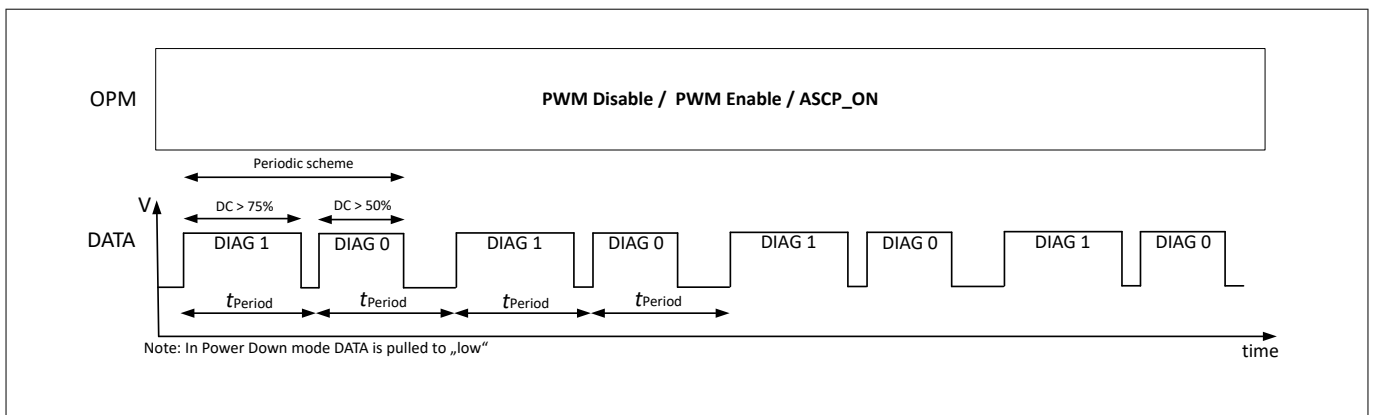 OPM
PWM Disable / PWM Enable / ASCP_ON
Periodic scheme
V
DC > 75%
DC > 50%
DATA
DIAG 1
DIAG 0
DIAG 1
DIAG 0
DIAG 1
DIAG 0
DIAG 1
DIAG 0
tPeriod
tPeriod
tPeriod
tPeriod
Note: In Power Down mode DATA is pulled to „low“
time